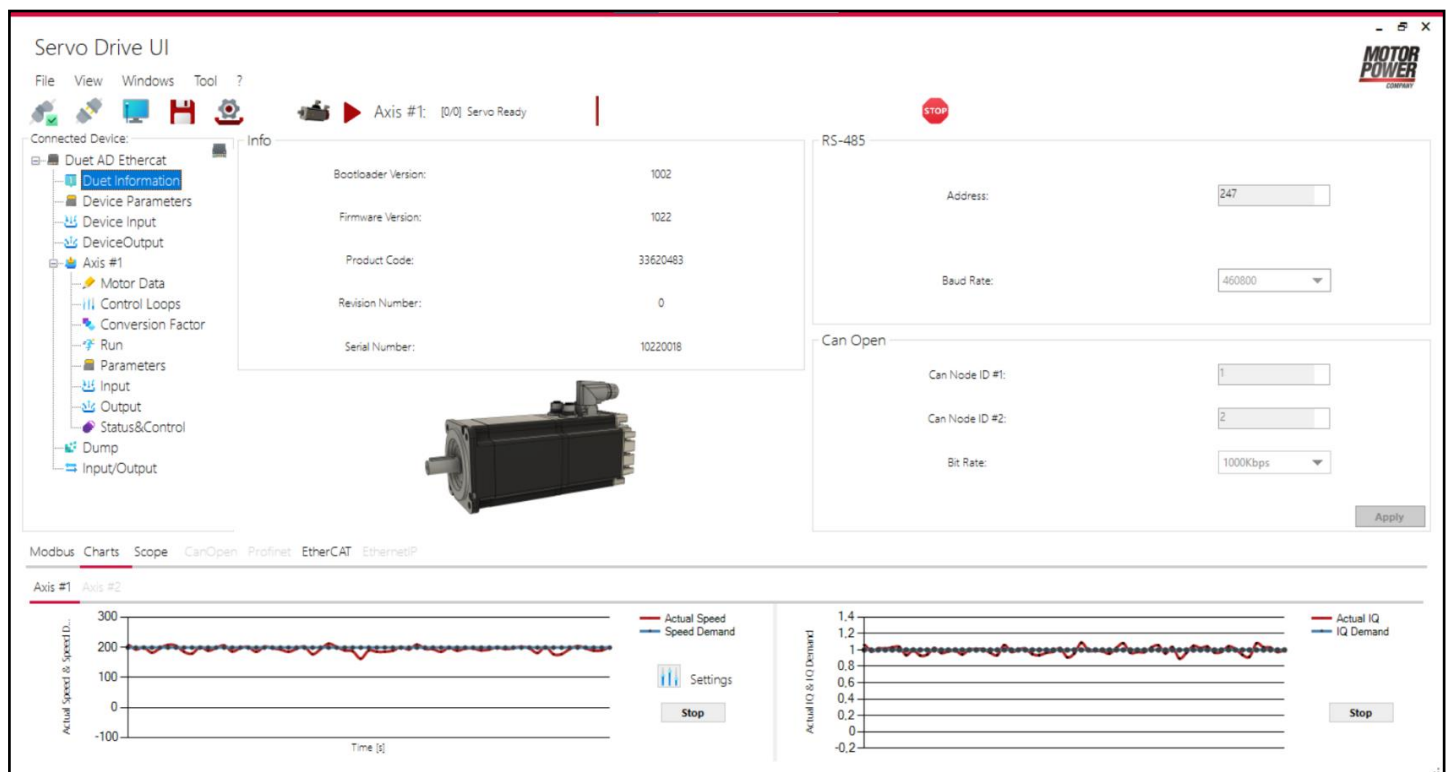 Servo Drive UI
MOTOR
POWER
COMPANY
File View Windows Tool ?
Axis #1: [0/0] Servo Ready
STOP
Connected Device:
Duet AD Ethercat
Duet Information
Device Parameters
Device Input
DeviceOutput
Axis #1
Motor Data
Control Loops
Conversion Factor
Run
Parameters
Input
Output
Status&Control
Dump
Input/Output
Info
Bootloader Version: 1002
Firmware Version: 1022
Product Code: 33620483
Revision Number: 0
Serial Number: 10220018
RS-485
Address: 247
Baud Rate: 460800
Can Open
Can Node ID #1: 1
Can Node ID #2: 2
Bit Rate: 1000Kbps
Apply
Modbus Charts Scope CanOpen Profinet EtherCAT EthernetIP
Axis #1 Axis #2
Actual Speed & Speed D...
300
200
100
0
-100
Time [s]
Actual Speed
Speed Demand
Settings
Stop
Actual IQ & IQ Demand
1,4
1,2
1
0,8
0,6
0,4
0,2
0
-0,2
Actual IQ
IQ Demand
Stop